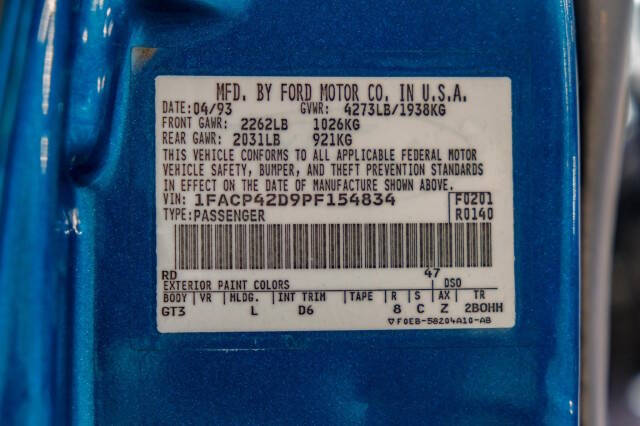 MFD. BY FORD MOTOR CO. IN U.S.A.
DATE: 04/93 GVWR: 4273LB/1938KG
FRONT GAWR: 2262LB 1026KG
REAR GAWR: 2031LB 921KG
THIS VEHICLE CONFORMS TO ALL APPLICABLE FEDERAL MOTOR
VEHICLE SAFETY, BUMPER, AND THEFT PREVENTION STANDARDS
IN EFFECT ON THE DATE OF MANUFACTURE SHOWN ABOVE.
VIN: 1FACP42D9PF154834 F0201
TYPE: PASSENGER R0140
RD 47
EXTERIOR PAINT COLORS DSO
BODY VR MLDG. INT TRIM TAPE R S AX TR
GT3 L D6 8 C Z 2BOHH
▽F0EB-58204A10-AB